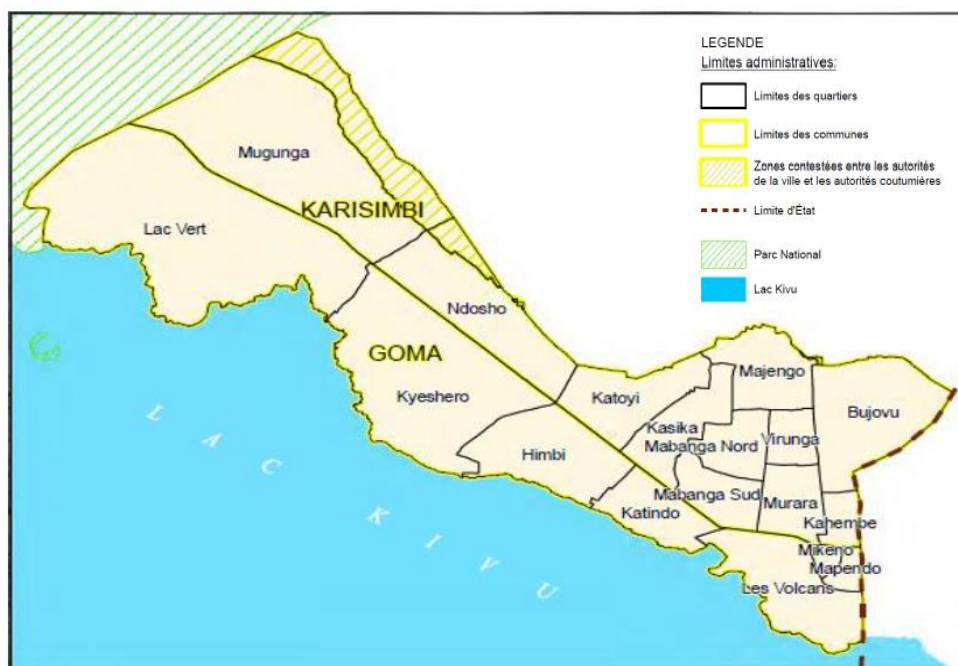 LEGENDE
Limites administratives:
Limites des quartiers
Limites des communes
Zones contestées entre les autorités
de la ville et les autorités coutumières
Limite d'État
Parc National
Lac Kivu
Mugunga
KARISIMBI
Lac Vert
Ndosho
GOMA
Kyeshero
Katoyi
Majengo
Bujovu
Kasika
Mabanga Nord
Virunga
Himbi
Mabanga Sud
Murara
Katindo
Kahembe
Mikeno
Mapendo
Les Volcans
LAC KIVU